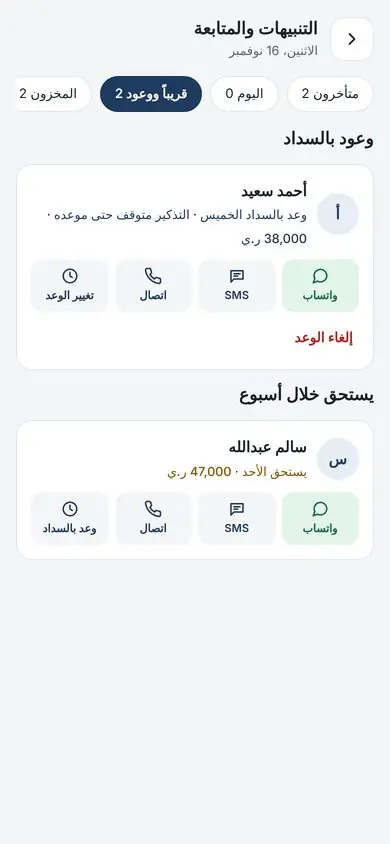 التنبيهات والمتابعة
الاثنين، 16 نوفمبر
متأخرون 2
اليوم 0
قريباً ووعود 2
المخزون 2
وعود بالسداد
أ
أحمد سعيد
وعد بالسداد الخميس · التذكير متوقف حتى موعده ·
38,000 ر.ي
واتساب
SMS
اتصال
تغيير الوعد
إلغاء الوعد
يستحق خلال أسبوع
س
سالم عبدالله
يستحق الأحد · 47,000 ر.ي
واتساب
SMS
اتصال
وعد بالسداد